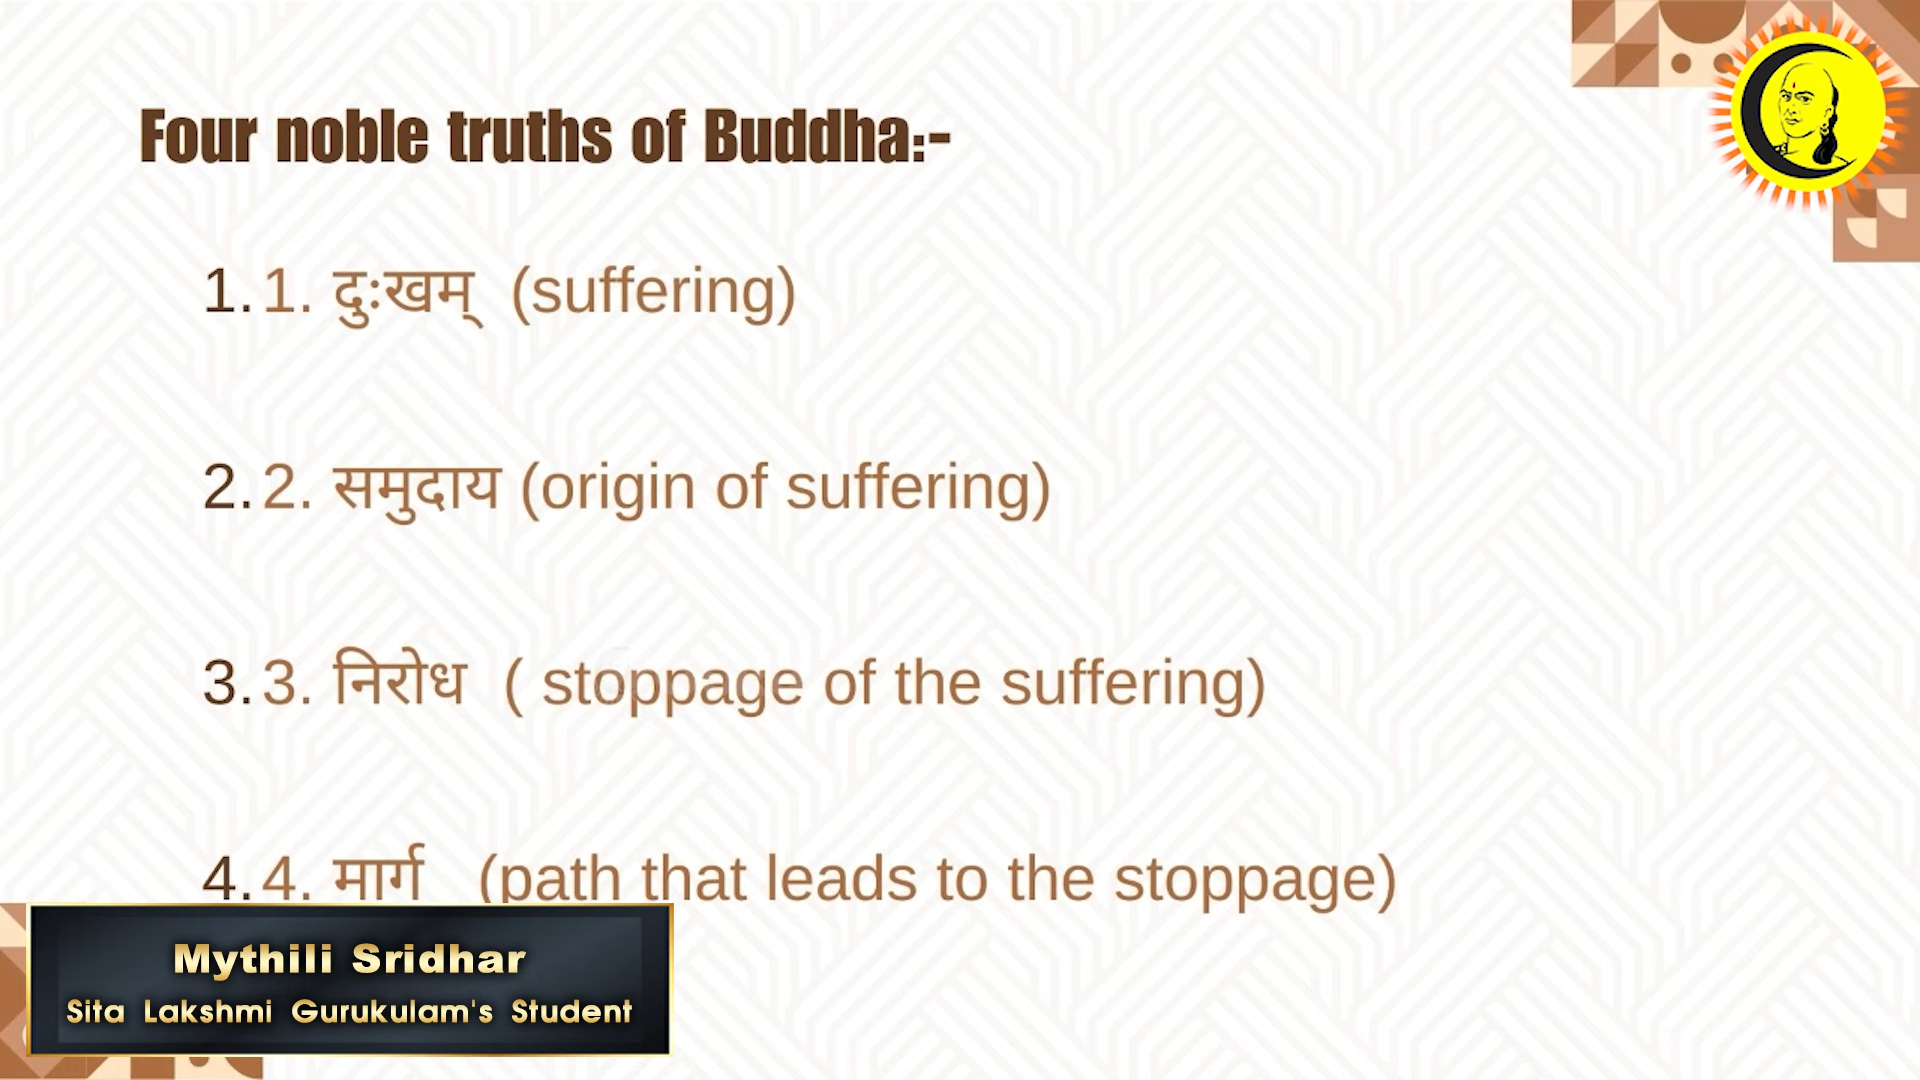 Four noble truths of Buddha:-
1. 1. दुःखम् (suffering)
2. 2. समुदाय (origin of suffering)
3. 3. निरोध ( stoppage of the suffering)
4. 4. मार्ग (path that leads to the stoppage)
Mythili Sridhar
Sita Lakshmi Gurukulam's Student